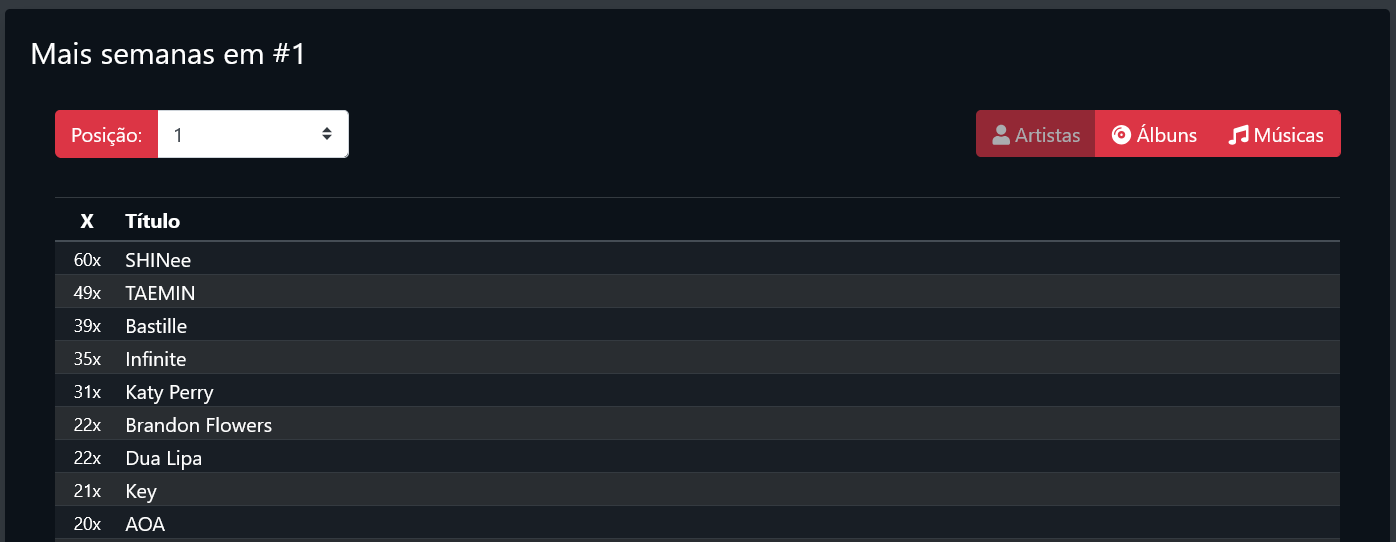 Mais semanas em #1
Posição: 1 Artistas Álbuns Músicas
X Título
60x SHINee
49x TAEMIN
39x Bastille
35x Infinite
31x Katy Perry
22x Brandon Flowers
22x Dua Lipa
21x Key
20x AOA